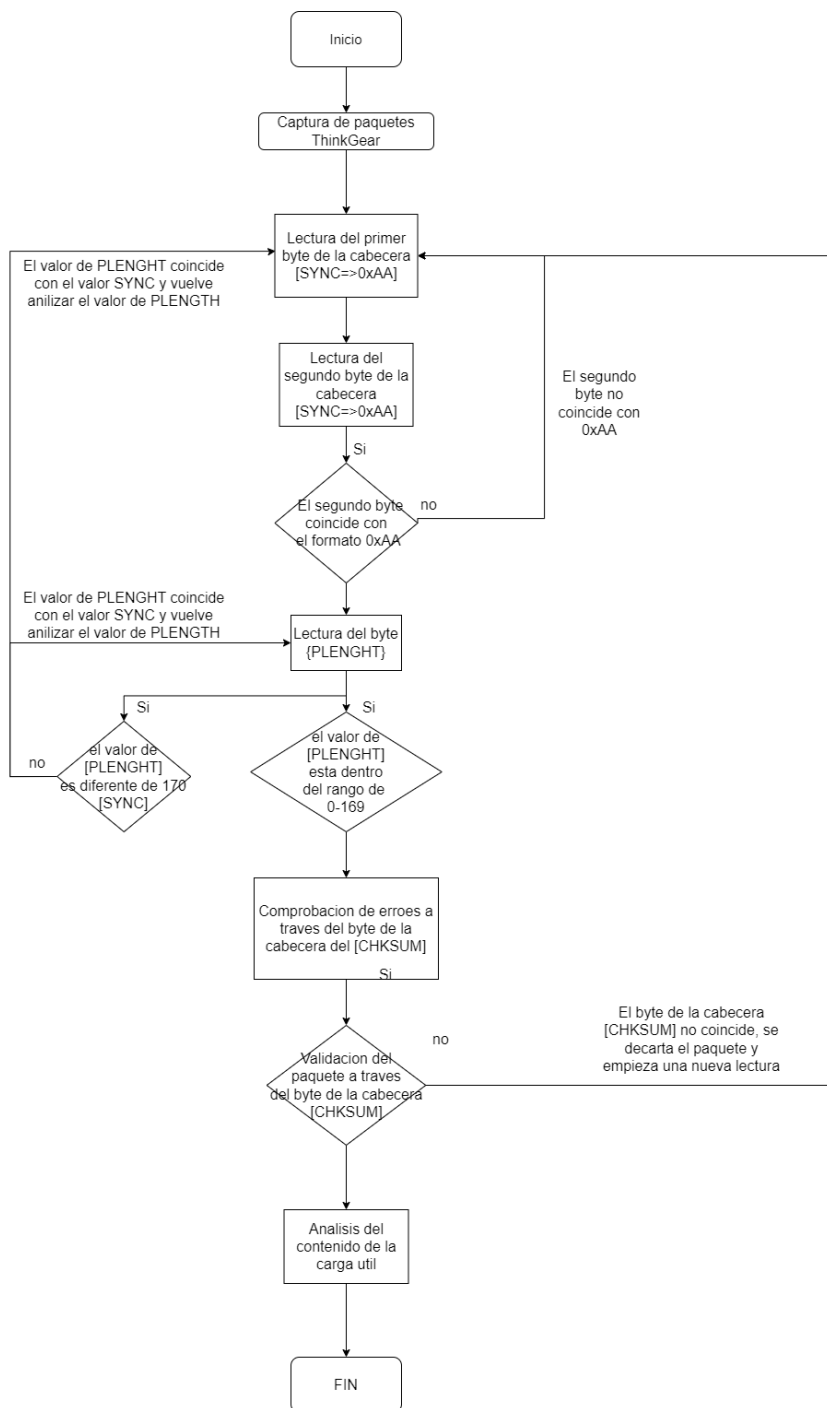 Inicio
Captura de paquetes
ThinkGear
Lectura del primer
byte de la cabecera
[SYNC=>0xAA]
El valor de PLENGHT coincide
con el valor SYNC y vuelve
anilizar el valor de PLENGTH
Lectura del
segundo byte de la
cabecera
[SYNC=>0xAA]
El segundo
byte no
coincide con
0xAA
Si
El segundo byte
coincide con
el formato 0xAA
no
El valor de PLENGHT coincide
con el valor SYNC y vuelve
anilizar el valor de PLENGTH
Lectura del byte
{PLENGHT}
Si
Si
no
el valor de
[PLENGHT]
es diferente de 170
[SYNC]
el valor de
[PLENGHT]
esta dentro
del rango de
0-169
Comprobacion de erroes a
traves del byte de la
cabecera del [CHKSUM]
Si
Validacion del
paquete a traves
del byte de la cabecera
[CHKSUM]
no
El byte de la cabecera
[CHKSUM] no coincide, se
decarta el paquete y
empieza una nueva lectura
Analisis del
contenido de la
carga util
FIN